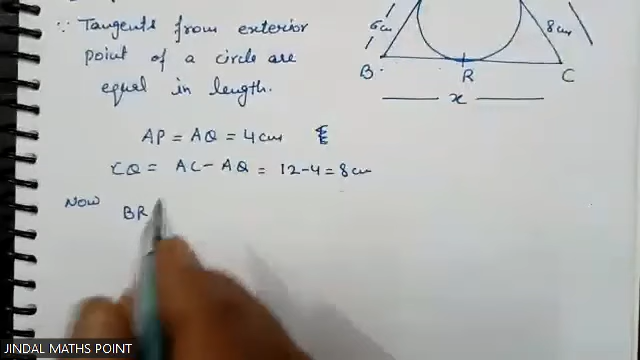 ∵ Tangents from exterior
point of a circle are
equal in length.
6cm
8cm
B
R
C
x
AP = AQ = 4cm
CQ = AC - AQ = 12-4 = 8cm
Now
BR
JINDAL MATHS POINT